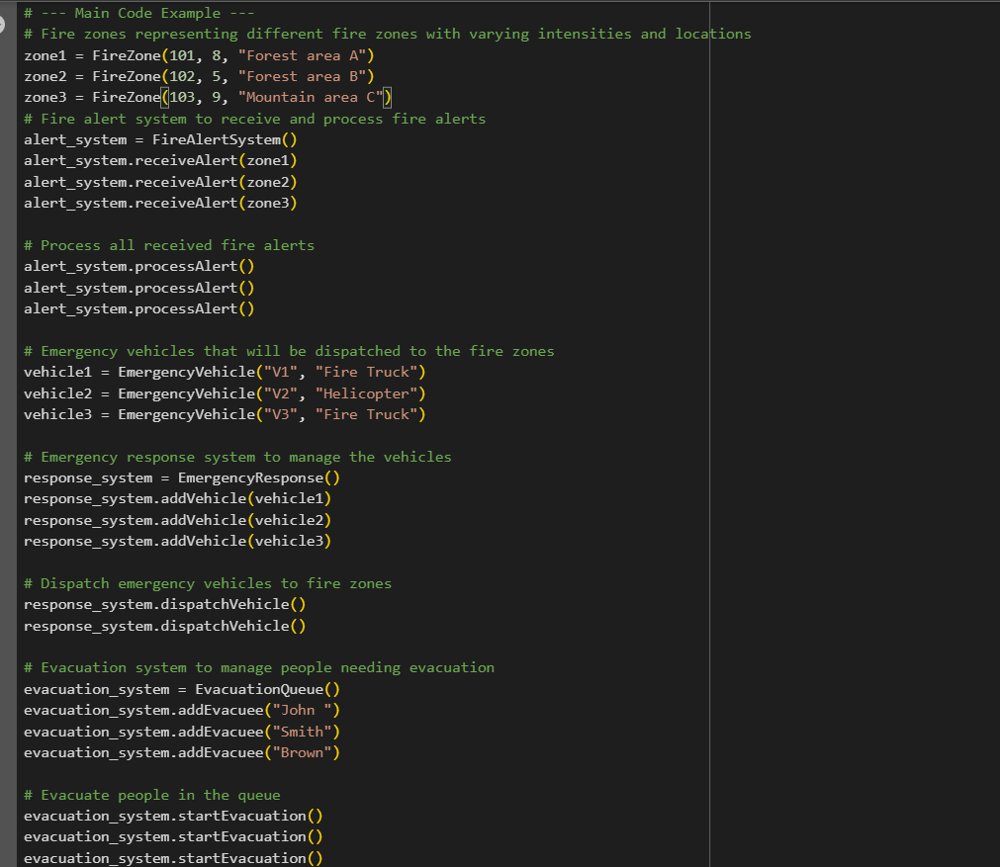 # --- Main Code Example ---
# Fire zones representing different fire zones with varying intensities and locations
zone1 = FireZone(101, 8, "Forest area A")
zone2 = FireZone(102, 5, "Forest area B")
zone3 = FireZone(103, 9, "Mountain area C")
# Fire alert system to receive and process fire alerts
alert_system = FireAlertSystem()
alert_system.receiveAlert(zone1)
alert_system.receiveAlert(zone2)
alert_system.receiveAlert(zone3)
# Process all received fire alerts
alert_system.processAlert()
alert_system.processAlert()
alert_system.processAlert()
# Emergency vehicles that will be dispatched to the fire zones
vehicle1 = EmergencyVehicle("V1", "Fire Truck")
vehicle2 = EmergencyVehicle("V2", "Helicopter")
vehicle3 = EmergencyVehicle("V3", "Fire Truck")
# Emergency response system to manage the vehicles
response_system = EmergencyResponse()
response_system.addVehicle(vehicle1)
response_system.addVehicle(vehicle2)
response_system.addVehicle(vehicle3)
# Dispatch emergency vehicles to fire zones
response_system.dispatchVehicle()
response_system.dispatchVehicle()
# Evacuation system to manage people needing evacuation
evacuation_system = EvacuationQueue()
evacuation_system.addEvacuee("John ")
evacuation_system.addEvacuee("Smith")
evacuation_system.addEvacuee("Brown")
# Evacuate people in the queue
evacuation_system.startEvacuation()
evacuation_system.startEvacuation()
evacuation_system.startEvacuation()